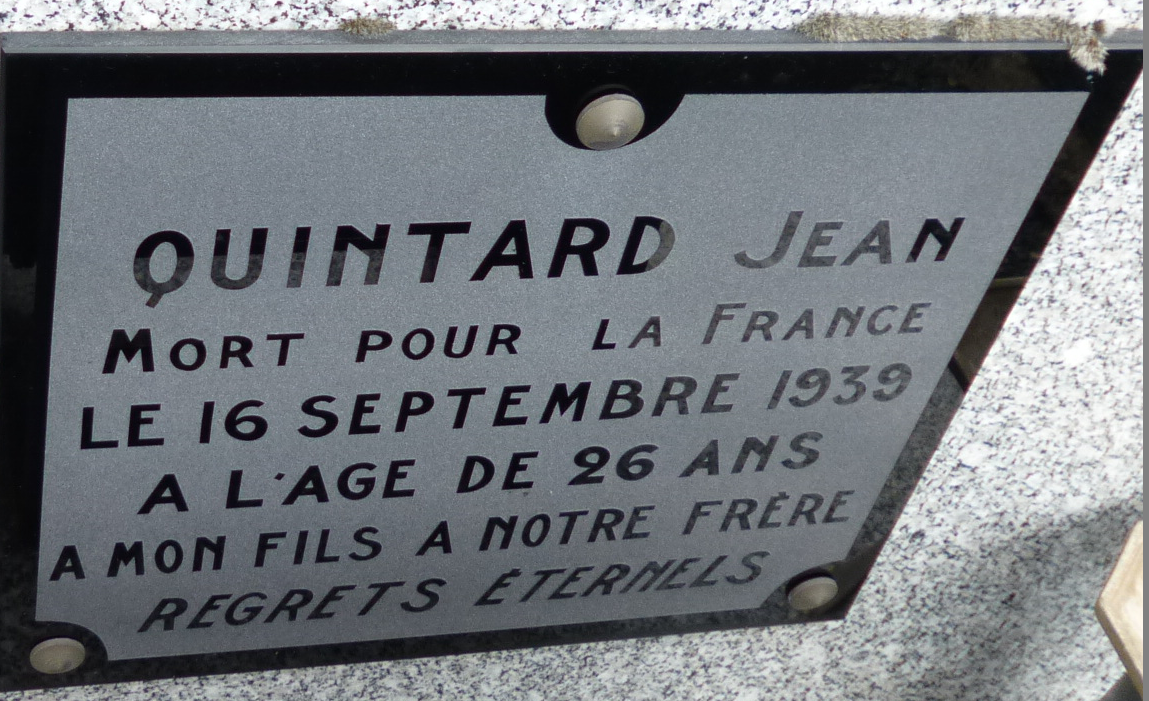 QUINTARD JEAN
MORT POUR LA FRANCE
LE 16 SEPTEMBRE 1939
A L'AGE DE 26 ANS
A MON FILS A NOTRE FRÈRE
REGRETS ÉTERNELS